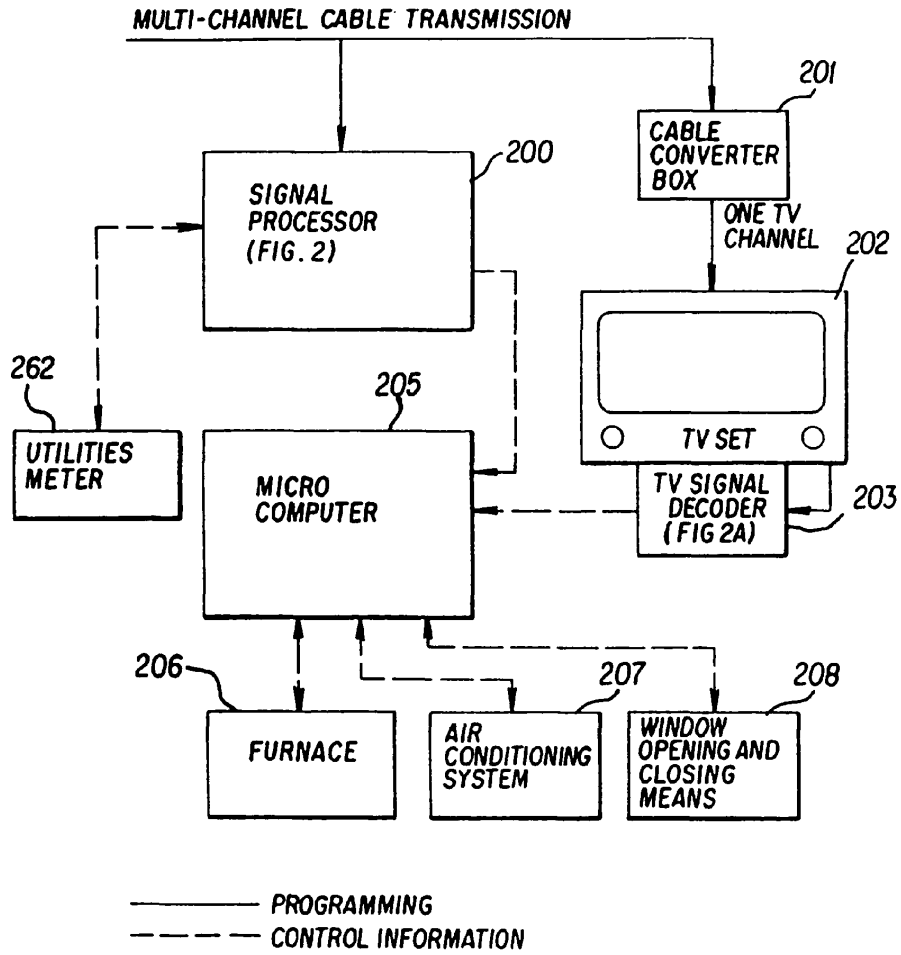 MULTI-CHANNEL CABLE TRANSMISSION
201
CABLE
CONVERTER
BOX
200
SIGNAL
PROCESSOR
(FIG. 2)
ONE TV
CHANNEL
202
TV SET
262
UTILITIES
METER
205
MICRO
COMPUTER
TV SIGNAL
DECODER
(FIG 2A)
203
206
FURNACE
207
AIR
CONDITIONING
SYSTEM
208
WINDOW
OPENING AND
CLOSING
MEANS
PROGRAMMING
CONTROL INFORMATION